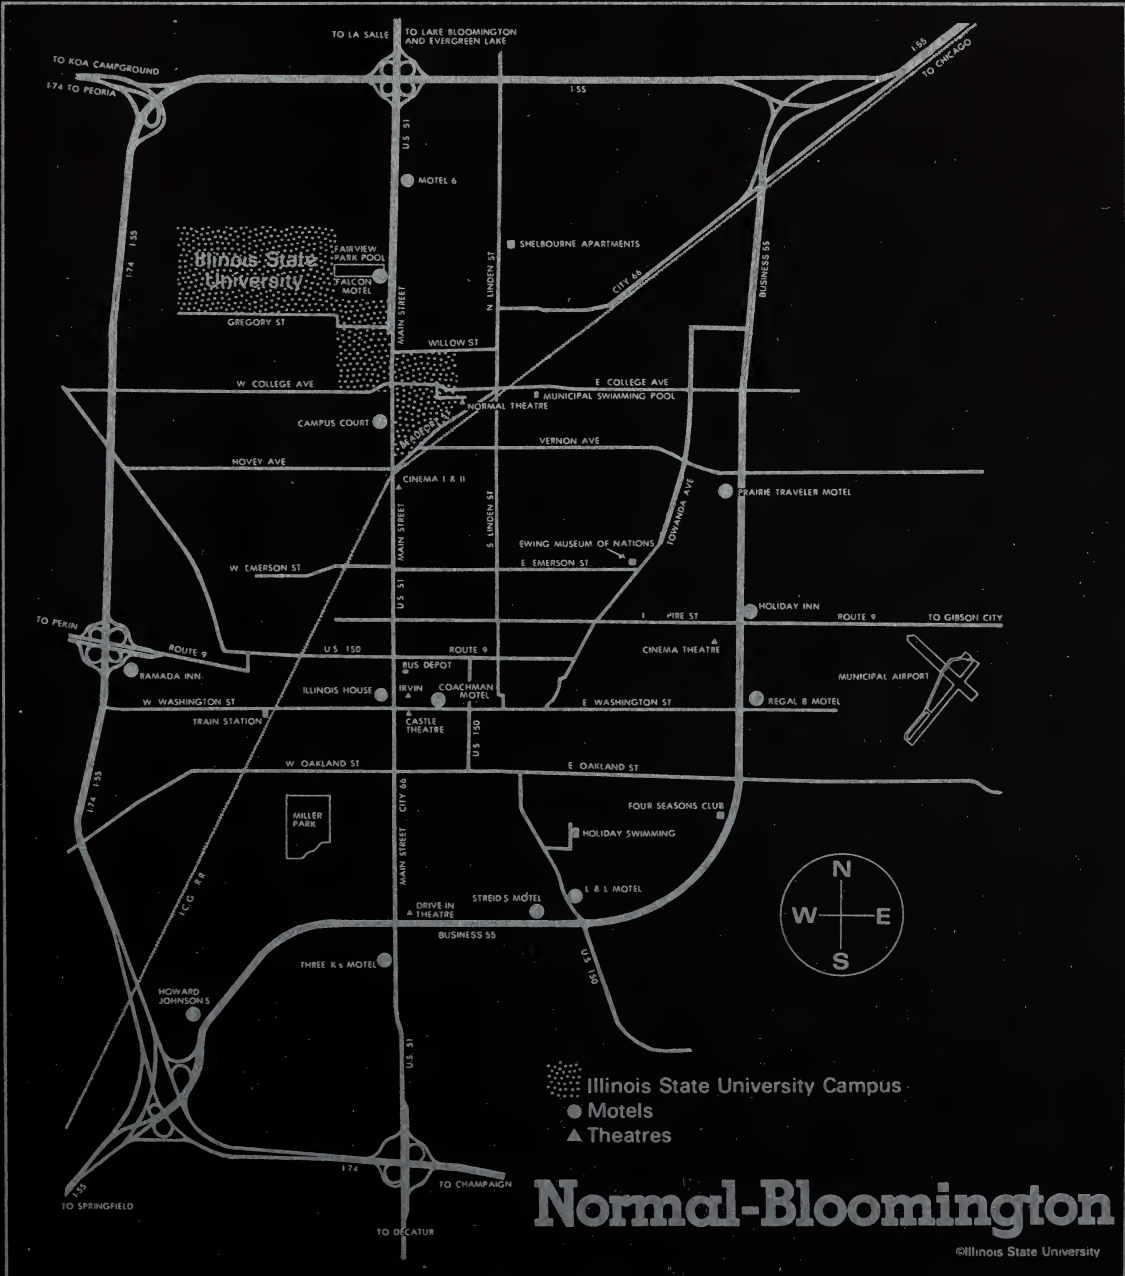 TO LA SALLE
TO LAKE BLOOMINGTON
AND EVERGREEN LAKE
I-55
TO CHICAGO
TO KOA CAMPGROUND
I-74 TO PEORIA
I-55
U S 51
MOTEL 6
I-74 I-55
Illinois State
University
FAIRVIEW
PARK POOL
FALCON
MOTEL
SHELBOURNE APARTMENTS
N LINDEN ST
CITY 66
BUSINESS 55
MAIN STREET
GREGORY ST
WILLOW ST
W COLLEGE AVE
E COLLEGE AVE
MUNICIPAL SWIMMING POOL
NORMAL THEATRE
CAMPUS COURT
BEAUFORT ST
VERNON AVE
HOVEY AVE
CINEMA I & II
PRAIRIE TRAVELER MOTEL
MAIN STREET
S LINDEN ST
TOWANDA AVE
EWING MUSEUM OF NATIONS
W EMERSON ST
E EMERSON ST.
U S 51
HOLIDAY INN
PIRE ST
ROUTE 9
TO GIBSON CITY
TO PEKIN
ROUTE 9
U S 150
ROUTE 9
CINEMA THEATRE
BUS DEPOT
RAMADA INN
MUNICIPAL AIRPORT
ILLINOIS HOUSE
IRVIN
COACHMAN
MOTEL
W WASHINGTON ST
E WASHINGTON ST
REGAL 8 MOTEL
TRAIN STATION
CASTLE
THEATRE
U S 150
W OAKLAND ST
E OAKLAND ST
I-74 I-55
MAIN STREET CITY 66
FOUR SEASONS CLUB
MILLER
PARK
HOLIDAY SWIMMING
I.C.G. RR
L & L MOTEL
STREID S MOTEL
DRIVE-IN
THEATRE
BUSINESS 55
N
W E
S
THREE K s MOTEL
U.S. 150
HOWARD
JOHNSON S
U.S. 51
Illinois State University Campus
Motels
Theatres
I-74
TO CHAMPAIGN
I-55
TO SPRINGFIELD
TO DECATUR
Normal-Bloomington
©Illinois State University